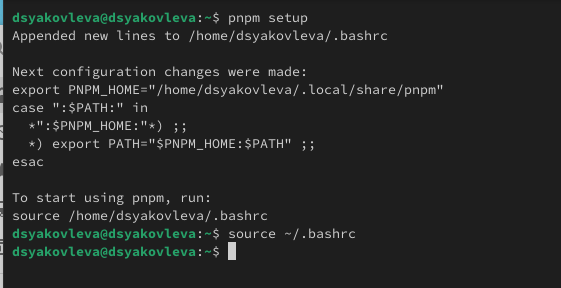 dsyakovleva@dsyakovleva:~$ pnpm setup
Appended new lines to /home/dsyakovleva/.bashrc

Next configuration changes were made:
export PNPM_HOME="/home/dsyakovleva/.local/share/pnpm"
case ":$PATH:" in
  *":$PNPM_HOME:"*) ;;
  *) export PATH="$PNPM_HOME:$PATH" ;;
esac

To start using pnpm, run:
source /home/dsyakovleva/.bashrc
dsyakovleva@dsyakovleva:~$ source ~/.bashrc
dsyakovleva@dsyakovleva:~$